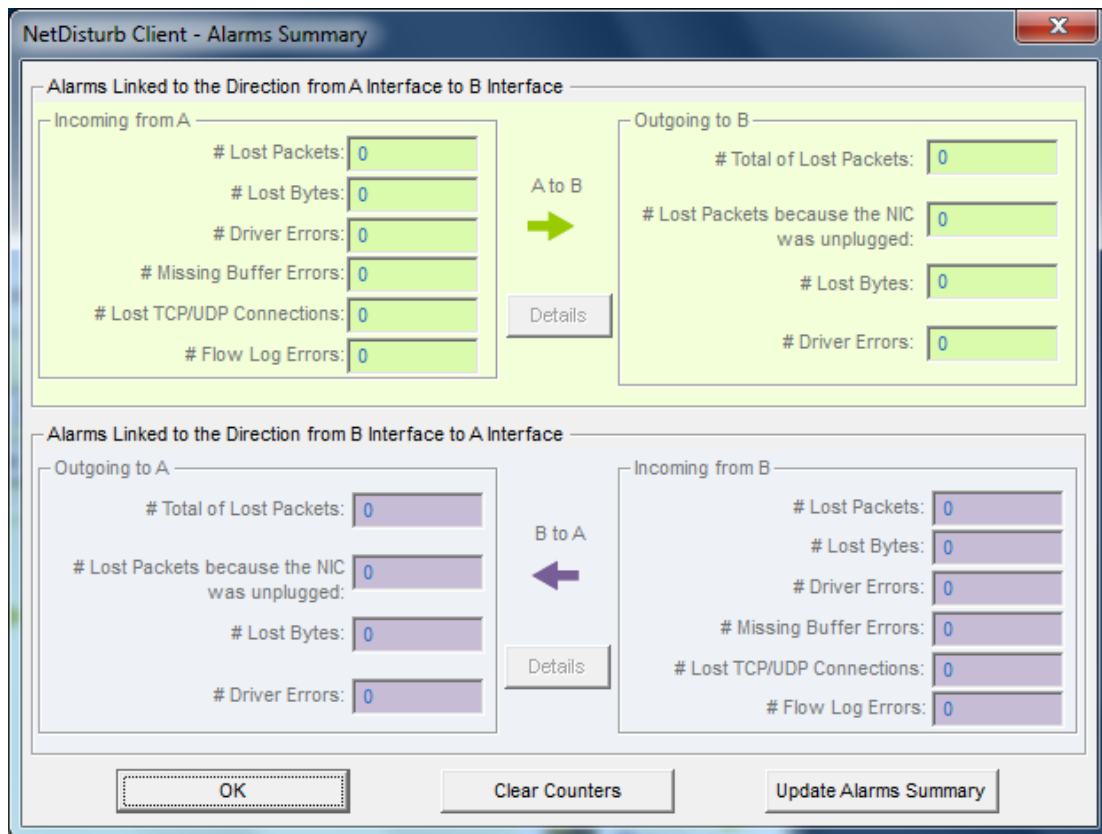 NetDisturb Client - Alarms Summary
X
Alarms Linked to the Direction from A Interface to B Interface
Incoming from A
# Lost Packets: 0
# Lost Bytes: 0
# Driver Errors: 0
# Missing Buffer Errors: 0
# Lost TCP/UDP Connections: 0
# Flow Log Errors: 0
A to B
Details
Outgoing to B
# Total of Lost Packets: 0
# Lost Packets because the NIC
was unplugged: 0
# Lost Bytes: 0
# Driver Errors: 0
Alarms Linked to the Direction from B Interface to A Interface
Outgoing to A
# Total of Lost Packets: 0
# Lost Packets because the NIC
was unplugged: 0
# Lost Bytes: 0
# Driver Errors: 0
B to A
Details
Incoming from B
# Lost Packets: 0
# Lost Bytes: 0
# Driver Errors: 0
# Missing Buffer Errors: 0
# Lost TCP/UDP Connections: 0
# Flow Log Errors: 0
OK
Clear Counters
Update Alarms Summary